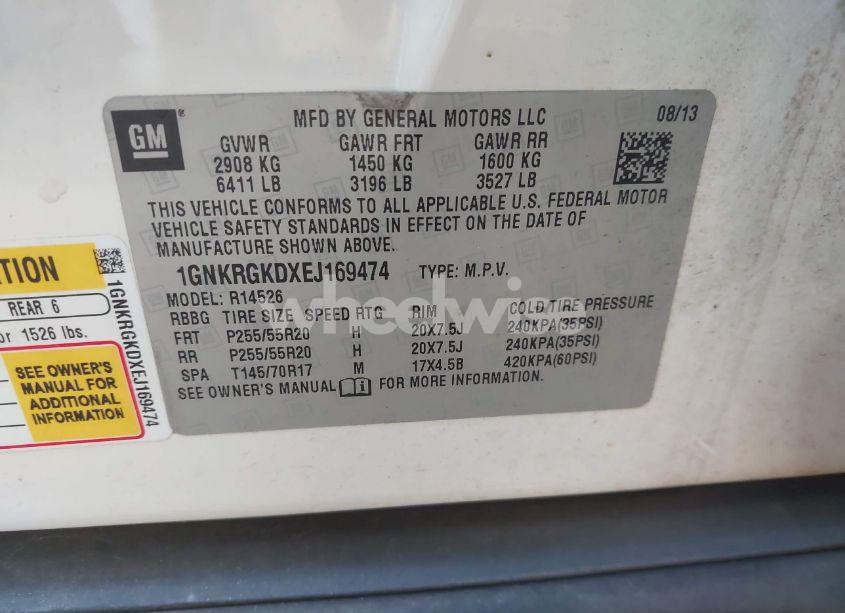 GM
MFD BY GENERAL MOTORS LLC 08/13
GVWR GAWR FRT GAWR RR
2908 KG 1450 KG 1600 KG
6411 LB 3196 LB 3527 LB
THIS VEHICLE CONFORMS TO ALL APPLICABLE U.S. FEDERAL MOTOR
VEHICLE SAFETY STANDARDS IN EFFECT ON THE DATE OF
MANUFACTURE SHOWN ABOVE.
1GNKRGKDXEJ169474 TYPE: M.P.V.
MODEL: R14526
RBBG TIRE SIZE SPEED RTG RIM COLD TIRE PRESSURE
FRT P255/55R20 H 20X7.5J 240KPA(35PSI)
RR P255/55R20 H 20X7.5J 240KPA(35PSI)
SPA T145/70R17 M 17X4.5B 420KPA(60PSI)
SEE OWNER'S MANUAL FOR MORE INFORMATION.
REAR 6
or 1526 lbs.
SEE OWNER'S
MANUAL FOR
ADDITIONAL
INFORMATION
1GNKRGKDXEJ169474